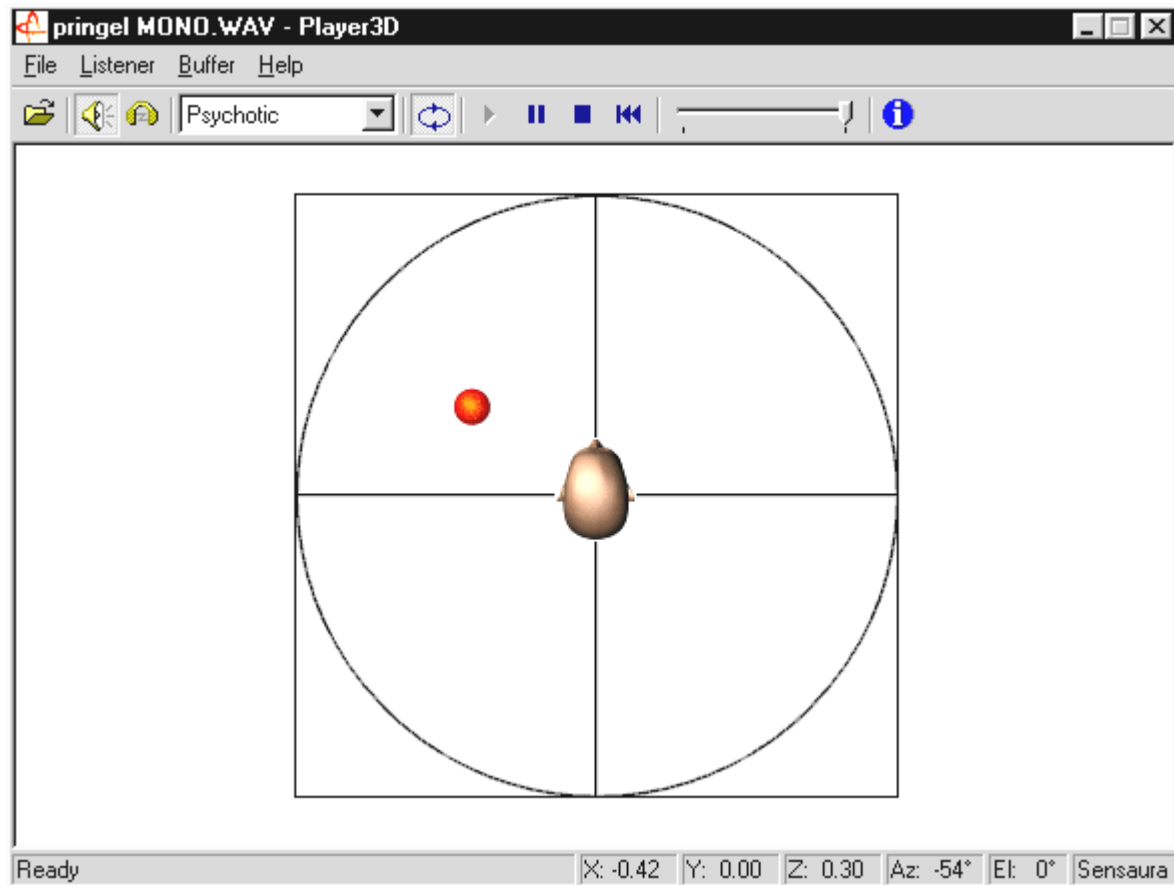 pringel MONO.WAV - Player3D
File Listener Buffer Help
Psychotic
Ready X: -0.42 Y: 0.00 Z: 0.30 Az: -54° El: 0° Sensaura